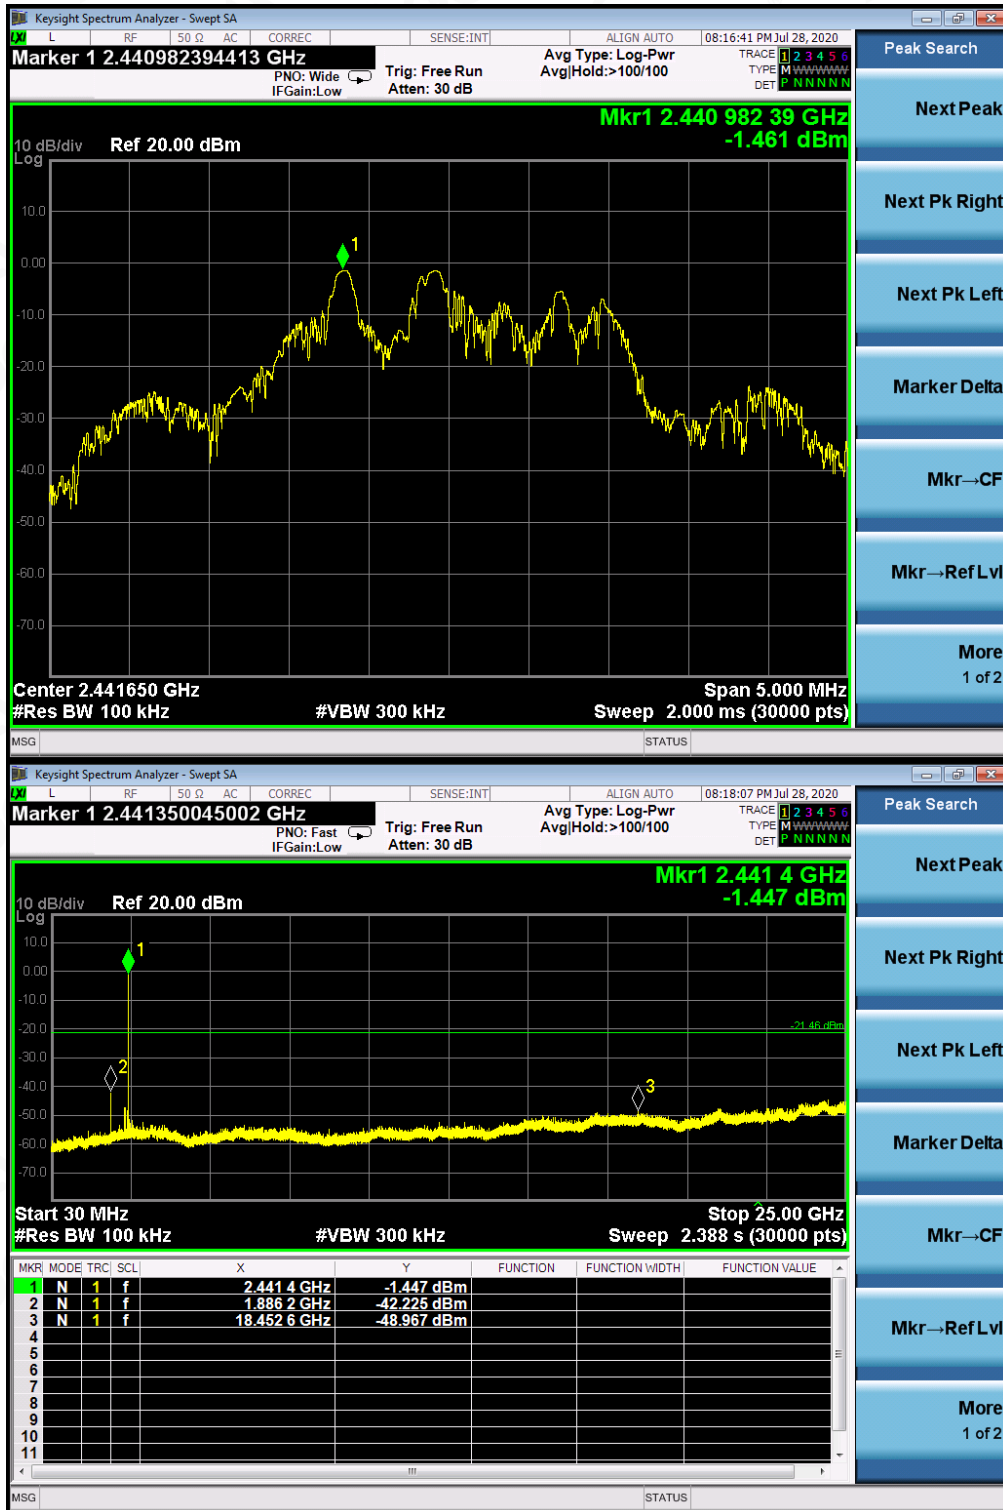 Keysight Spectrum Analyzer - Swept SA
LXI L RF 50 Ω AC CORREC SENSE:INT ALIGN AUTO 08:16:41 PM Jul 28, 2020
Marker 1 2.440982394413 GHz
PNO: Wide
IFGain:Low
Trig: Free Run
Atten: 30 dB
Avg Type: Log-Pwr
Avg|Hold:>100/100
TRACE 1 2 3 4 5 6
TYPE M WWWWW
DET P N N N N N
Peak Search
Next Peak
Next Pk Right
Next Pk Left
Marker Delta
Mkr→CF
Mkr→Ref Lvl
More
1 of 2
Mkr1 2.440 982 39 GHz
-1.461 dBm
10 dB/div Ref 20.00 dBm
Log
10.0
0.00
-10.0
-20.0
-30.0
-40.0
-50.0
-60.0
-70.0
1
Center 2.441650 GHz Span 5.000 MHz
#Res BW 100 kHz #VBW 300 kHz Sweep 2.000 ms (30000 pts)
MSG STATUS
Keysight Spectrum Analyzer - Swept SA
LXI L RF 50 Ω AC CORREC SENSE:INT ALIGN AUTO 08:18:07 PM Jul 28, 2020
Marker 1 2.441350045002 GHz
PNO: Fast
IFGain:Low
Trig: Free Run
Atten: 30 dB
Avg Type: Log-Pwr
Avg|Hold:>100/100
TRACE 1 2 3 4 5 6
TYPE M WWWWW
DET P N N N N N
Peak Search
Next Peak
Next Pk Right
Next Pk Left
Marker Delta
Mkr→CF
Mkr→Ref Lvl
More
1 of 2
Mkr1 2.441 4 GHz
-1.447 dBm
10 dB/div Ref 20.00 dBm
Log
10.0
0.00
-10.0
-20.0
-30.0
-40.0
-50.0
-60.0
-70.0
1
2
3
-21.46 dBm
Start 30 MHz Stop 25.00 GHz
#Res BW 100 kHz #VBW 300 kHz Sweep 2.388 s (30000 pts)
MKR MODE TRC SCL X Y FUNCTION FUNCTION WIDTH FUNCTION VALUE
1 N 1 f 2.441 4 GHz -1.447 dBm
2 N 1 f 1.886 2 GHz -42.225 dBm
3 N 1 f 18.452 6 GHz -48.967 dBm
4
5
6
7
8
9
10
11
MSG STATUS